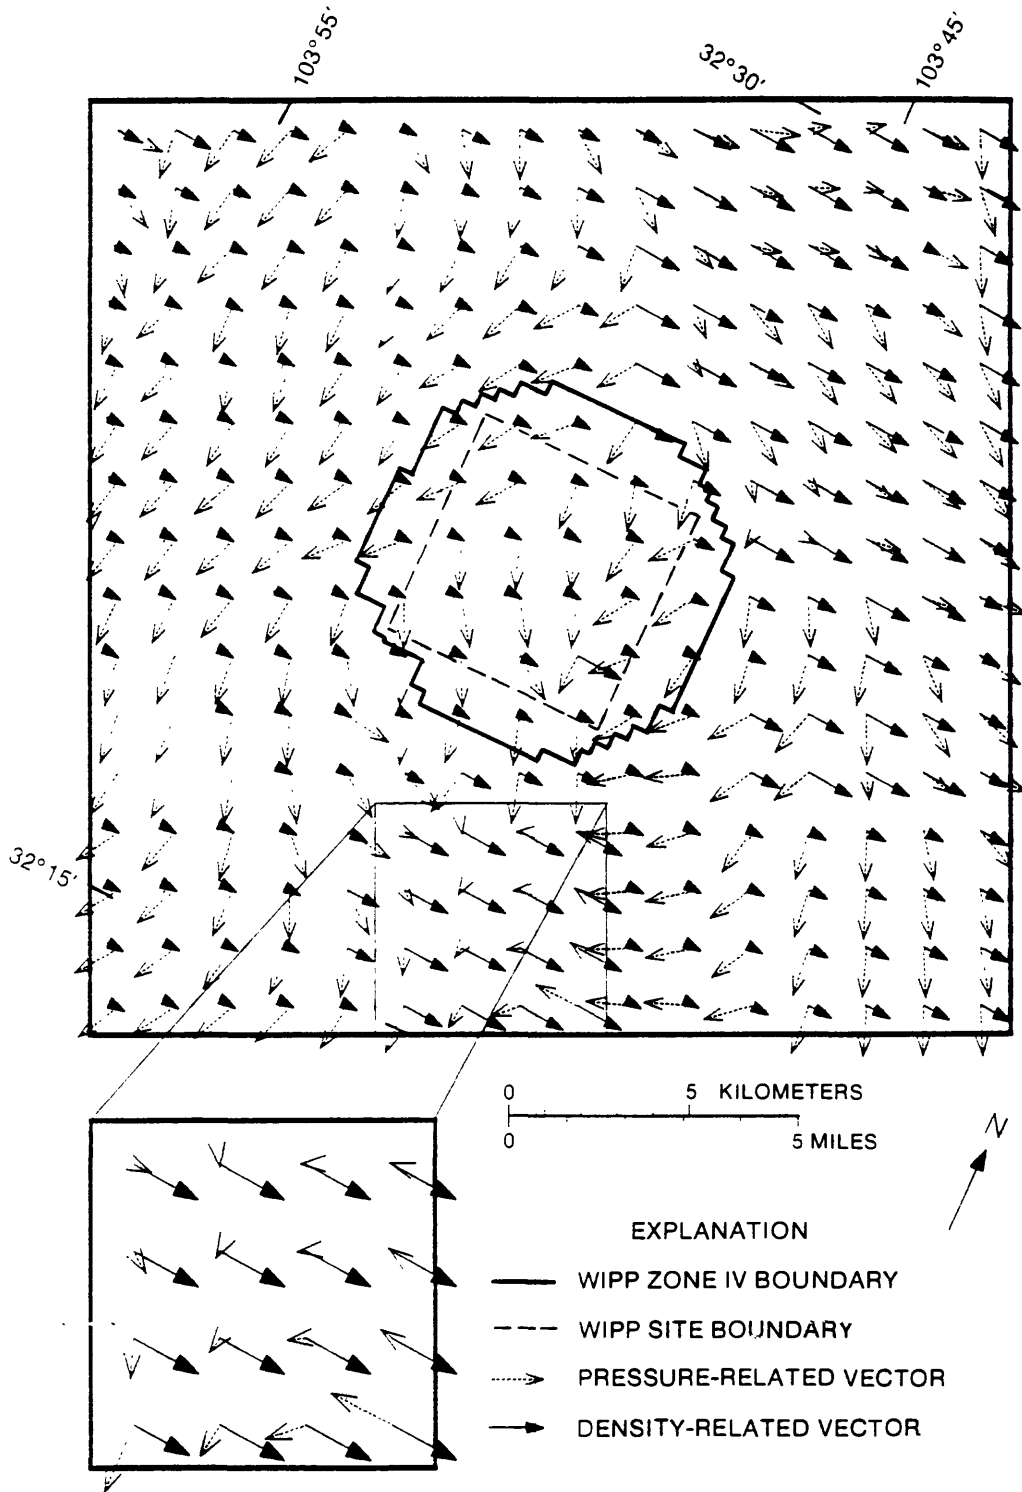 103°55'
32°30'
103°45'
32°15'
0 5 KILOMETERS
0 5 MILES
N
EXPLANATION
WIPP ZONE IV BOUNDARY
WIPP SITE BOUNDARY
PRESSURE-RELATED VECTOR
DENSITY-RELATED VECTOR